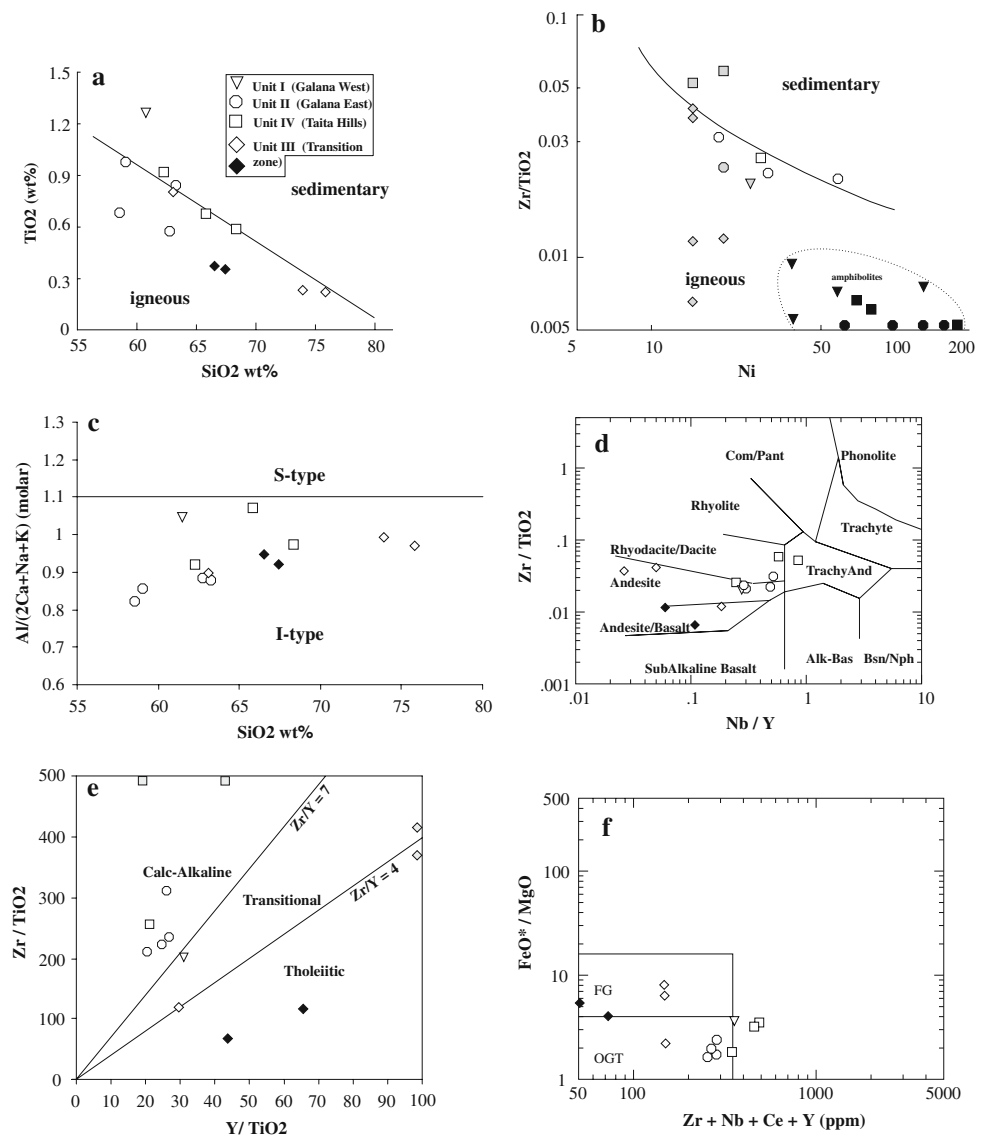 a
1.5
1.2
0.9
0.6
0.3
0
TiO2 (wt%)
Unit I (Galana West)
Unit II (Galana East)
Unit IV (Taita Hills)
Unit III (Transition
zone)
sedimentary
igneous
55 60 65 70 75 80
SiO2 wt%
b
0.1
0.05
0.03
0.01
0.005
Zr/TiO2
sedimentary
igneous
amphibolites
5 10 50 100 200
Ni
c
1.3
1.2
1.1
1
0.9
0.8
0.7
0.6
Al/(2Ca+Na+K) (molar)
S-type
I-type
55 60 65 70 75 80
SiO2 wt%
d
1
.1
.01
.001
Zr / TiO2
Com/Pant
Phonolite
Rhyolite
Trachyte
Rhyodacite/Dacite
TrachyAnd
Andesite
Andesite/Basalt
SubAlkaline Basalt
Alk-Bas
Bsn/Nph
.01 .1 1 10
Nb / Y
e
500
400
300
200
100
0
Zr / TiO2
Zr/Y = 7
Calc-Alkaline
Transitional
Zr/Y = 4
Tholeiitic
0 10 20 30 40 50 60 70 80 90 100
Y/ TiO2
f
500
100
10
1
FeO* / MgO
FG
OGT
50 100 1000 5000
Zr + Nb + Ce + Y (ppm)